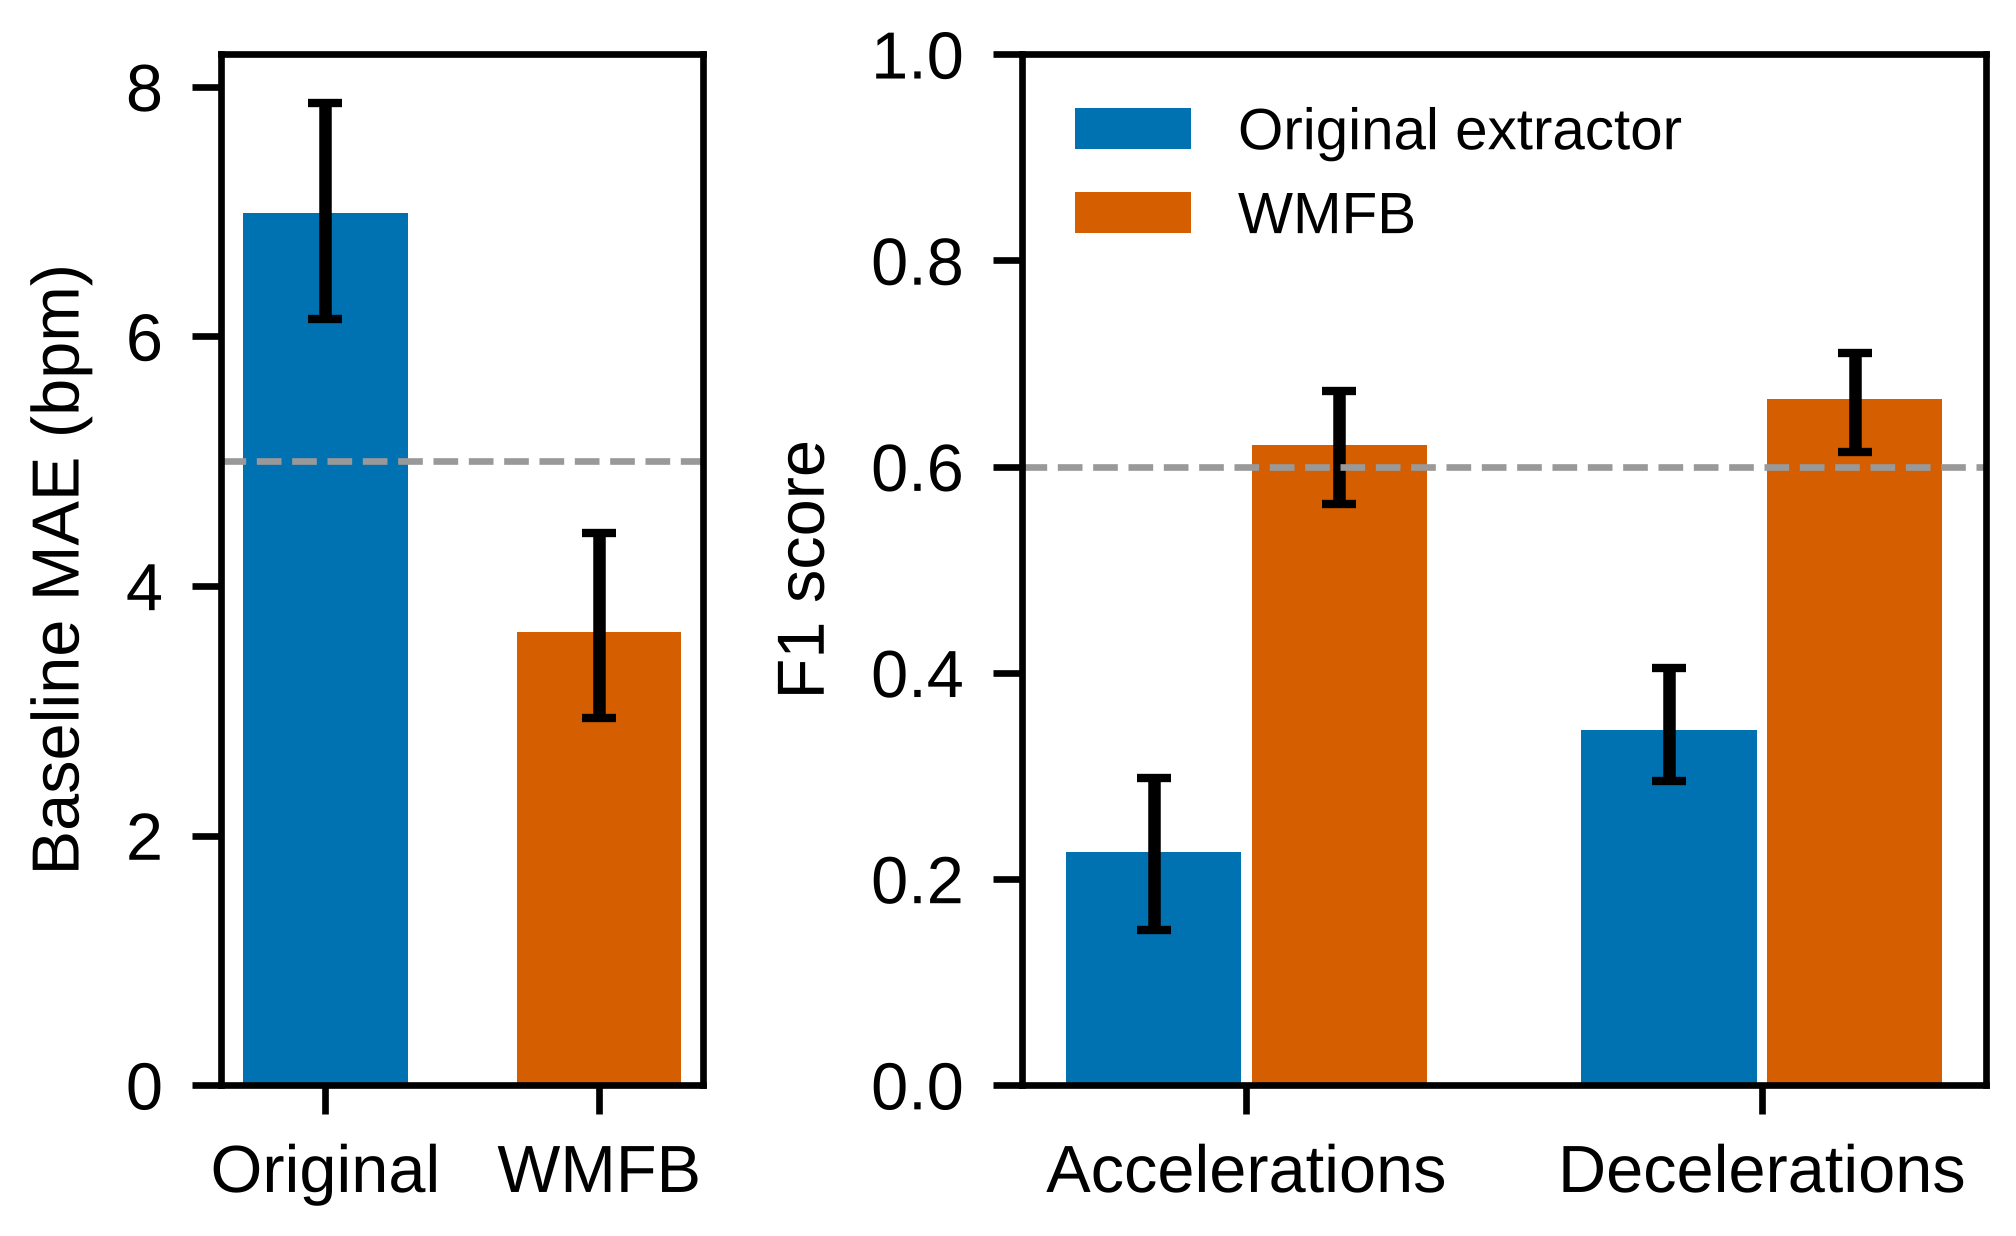 Baseline MAE (bpm)
8
6
4
2
0
Original
WMFB
F1 score
1.0
0.8
0.6
0.4
0.2
0.0
Original extractor
WMFB
Accelerations
Decelerations